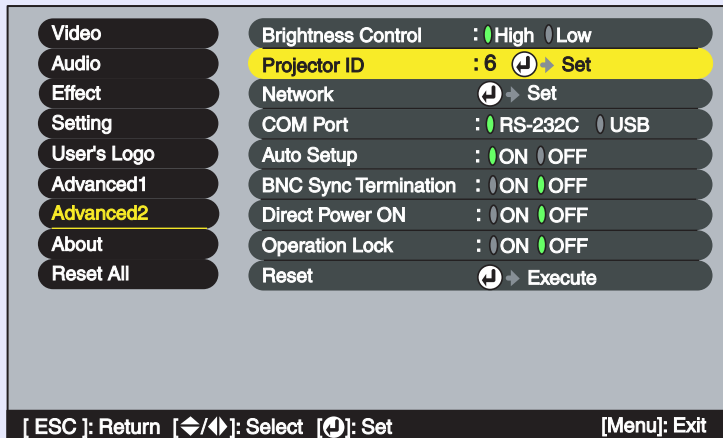 Video
Audio
Effect
Setting
User's Logo
Advanced1
Advanced2
About
Reset All
Brightness Control : High Low
Projector ID : 6 Set
Network Set
COM Port : RS-232C USB
Auto Setup : ON OFF
BNC Sync Termination : ON OFF
Direct Power ON : ON OFF
Operation Lock : ON OFF
Reset Execute
[ ESC ]: Return [/]: Select []: Set [Menu]: Exit